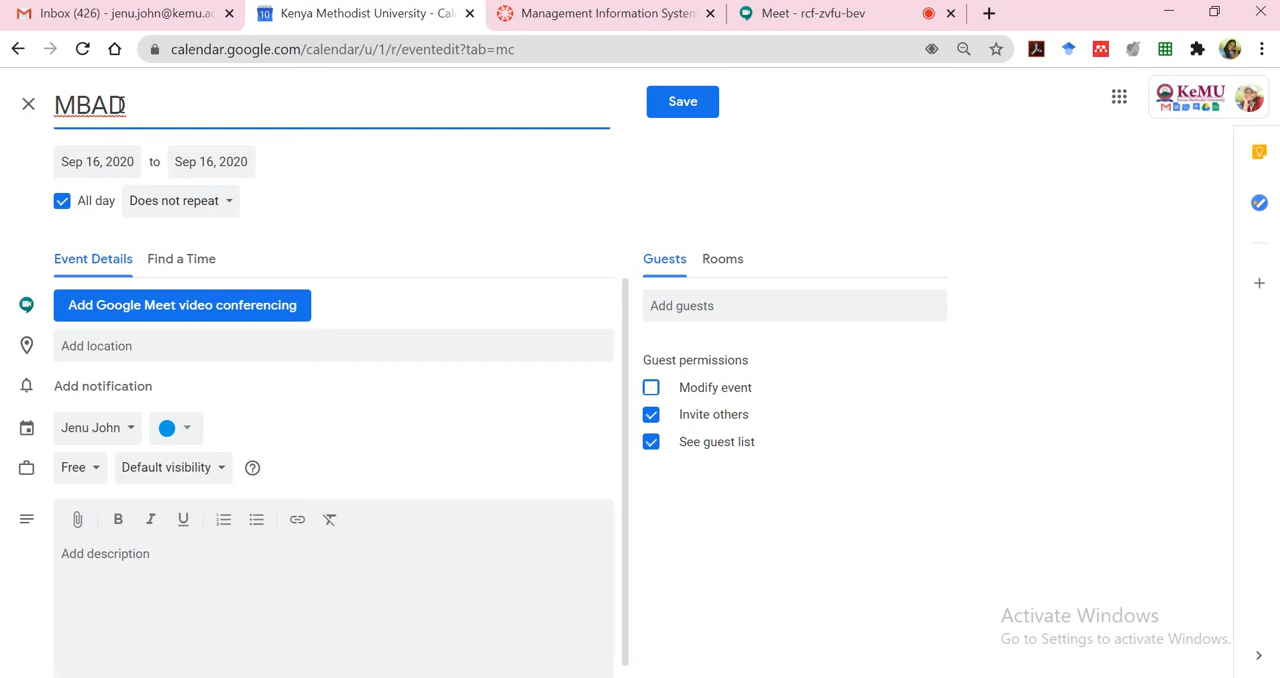 Inbox (426) - jenu.john@kemu.ac
Kenya Methodist University - Cale
Management Information System
Meet - rcf-zvfu-bev
calendar.google.com/calendar/u/1/r/eventedit?tab=mc
MBAD
Save
KeMU
Sep 16, 2020 to Sep 16, 2020
All day Does not repeat
Event Details Find a Time
Guests Rooms
Add Google Meet video conferencing
Add guests
Add location
Guest permissions
Add notification
Modify event
Jenu John
Invite others
See guest list
Free Default visibility
B I U
Add description
Activate Windows
Go to Settings to activate Windows.